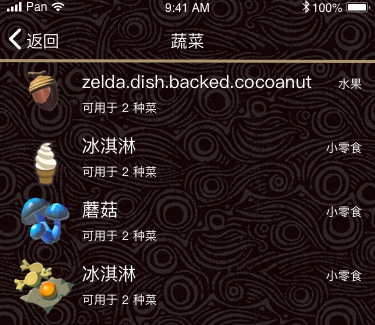 Pan 9:41 AM 100%
返回 蔬菜
zelda.dish.backed.cocoanut 水果
可用于 2 种菜
冰淇淋 小零食
可用于 2 种菜
蘑菇 小零食
可用于 2 种菜
冰淇淋 小零食
可用于 2 种菜